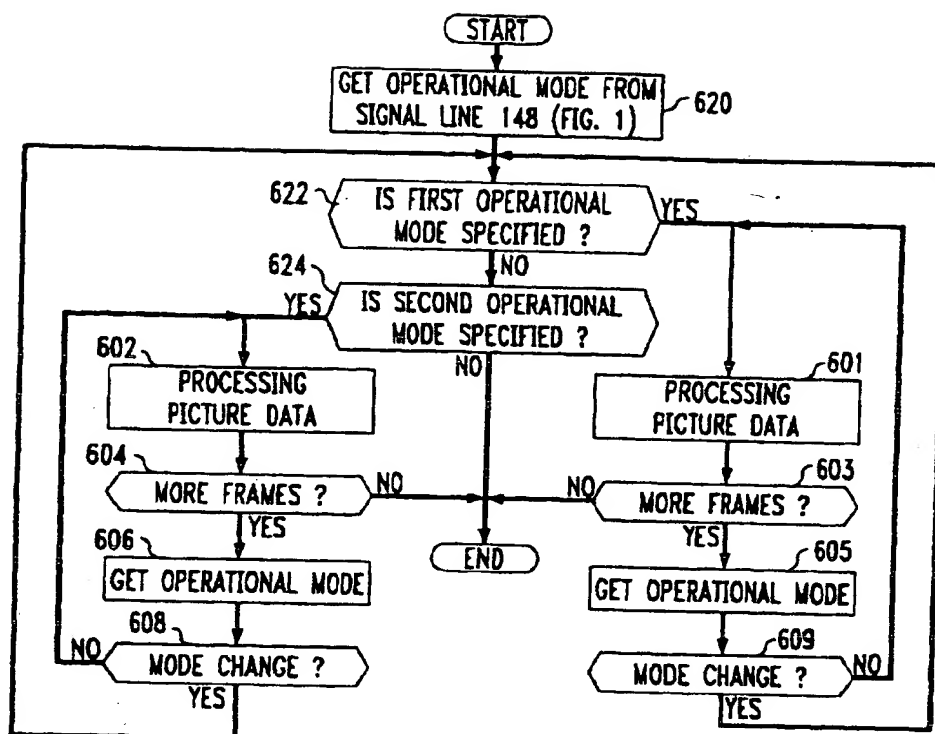 START
GET OPERATIONAL MODE FROM
SIGNAL LINE 148 (FIG. 1)
620
622
IS FIRST OPERATIONAL
MODE SPECIFIED ?
YES
NO
624
YES
IS SECOND OPERATIONAL
MODE SPECIFIED ?
NO
602
PROCESSING
PICTURE DATA
601
PROCESSING
PICTURE DATA
604
MORE FRAMES ?
NO
YES
603
NO
MORE FRAMES ?
YES
END
606
GET OPERATIONAL MODE
605
GET OPERATIONAL MODE
608
NO
MODE CHANGE ?
YES
609
MODE CHANGE ?
NO
YES